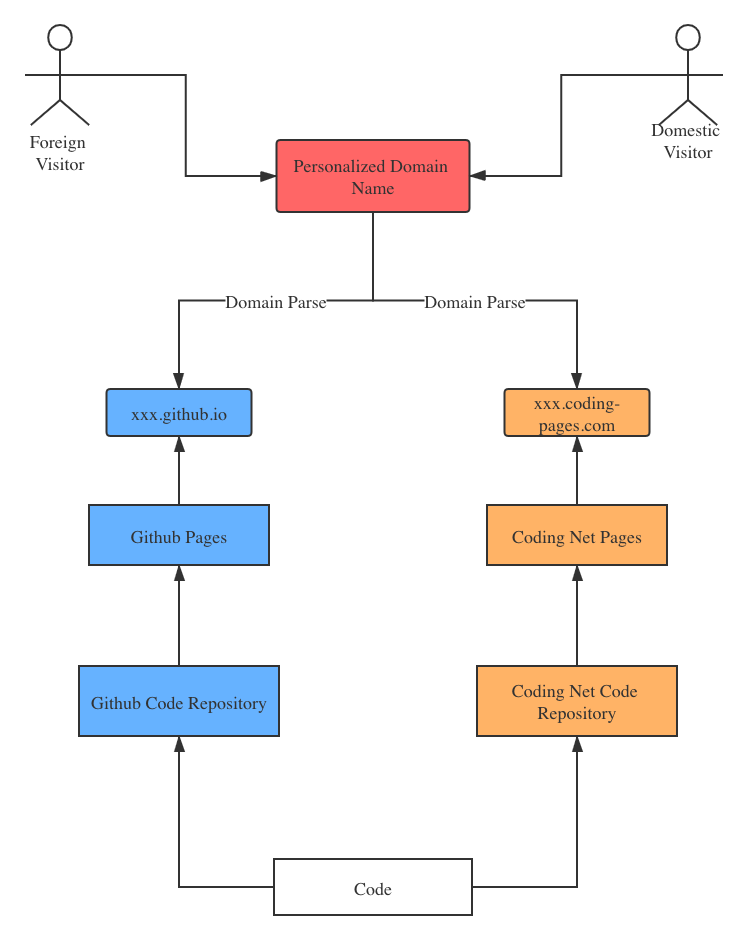 Foreign
Visitor
Domestic
Visitor
Personalized Domain
Name
Domain Parse
Domain Parse
xxx.github.io
xxx.coding-
pages.com
Github Pages
Coding Net Pages
Github Code Repository
Coding Net Code
Repository
Code